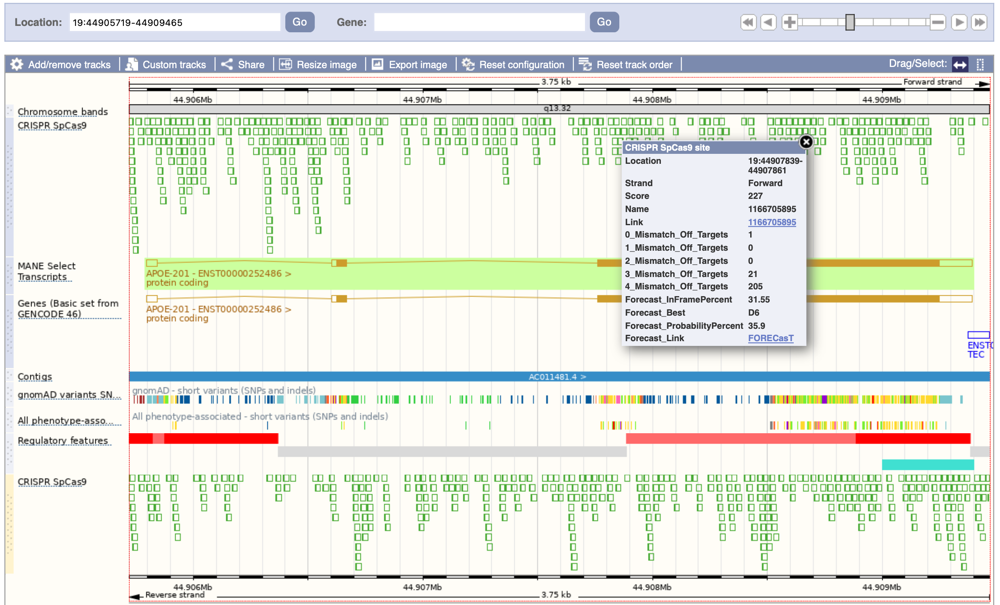 Location: 19:44905719-44909465 Go Gene: Go
Add/remove tracks Custom tracks Share Resize image Export image Reset configuration Reset track order Drag/Select:
3.75 kb Forward strand
44.906Mb 44.907Mb 44.908Mb 44.909Mb
Chromosome bands q13.32
CRISPR SpCas9
CRISPR SpCas9 site
Location 19:44907839-
44907861
Strand Forward
Score 227
Name 1166705895
Link 1166705895
0_Mismatch_Off_Targets 1
1_Mismatch_Off_Targets 0
2_Mismatch_Off_Targets 0
3_Mismatch_Off_Targets 21
4_Mismatch_Off_Targets 205
Forecast_InFramePercent 31.55
Forecast_Best D6
Forecast_ProbabilityPercent 35.9
Forecast_Link FORECasT
MANE Select
Transcripts
APOE-201 - ENST00000252486 >
protein coding
Genes (Basic set from
GENCODE 46)
APOE-201 - ENST00000252486 >
protein coding
ENST0
TEC
Contigs AC011481.4 >
gnomAD variants SN...
gnomAD - short variants (SNPs and indels)
All phenotype-asso...
All phenotype-associated - short variants (SNPs and indels)
Regulatory features
CRISPR SpCas9
44.906Mb 44.907Mb 44.908Mb 44.909Mb
Reverse strand 3.75 kb